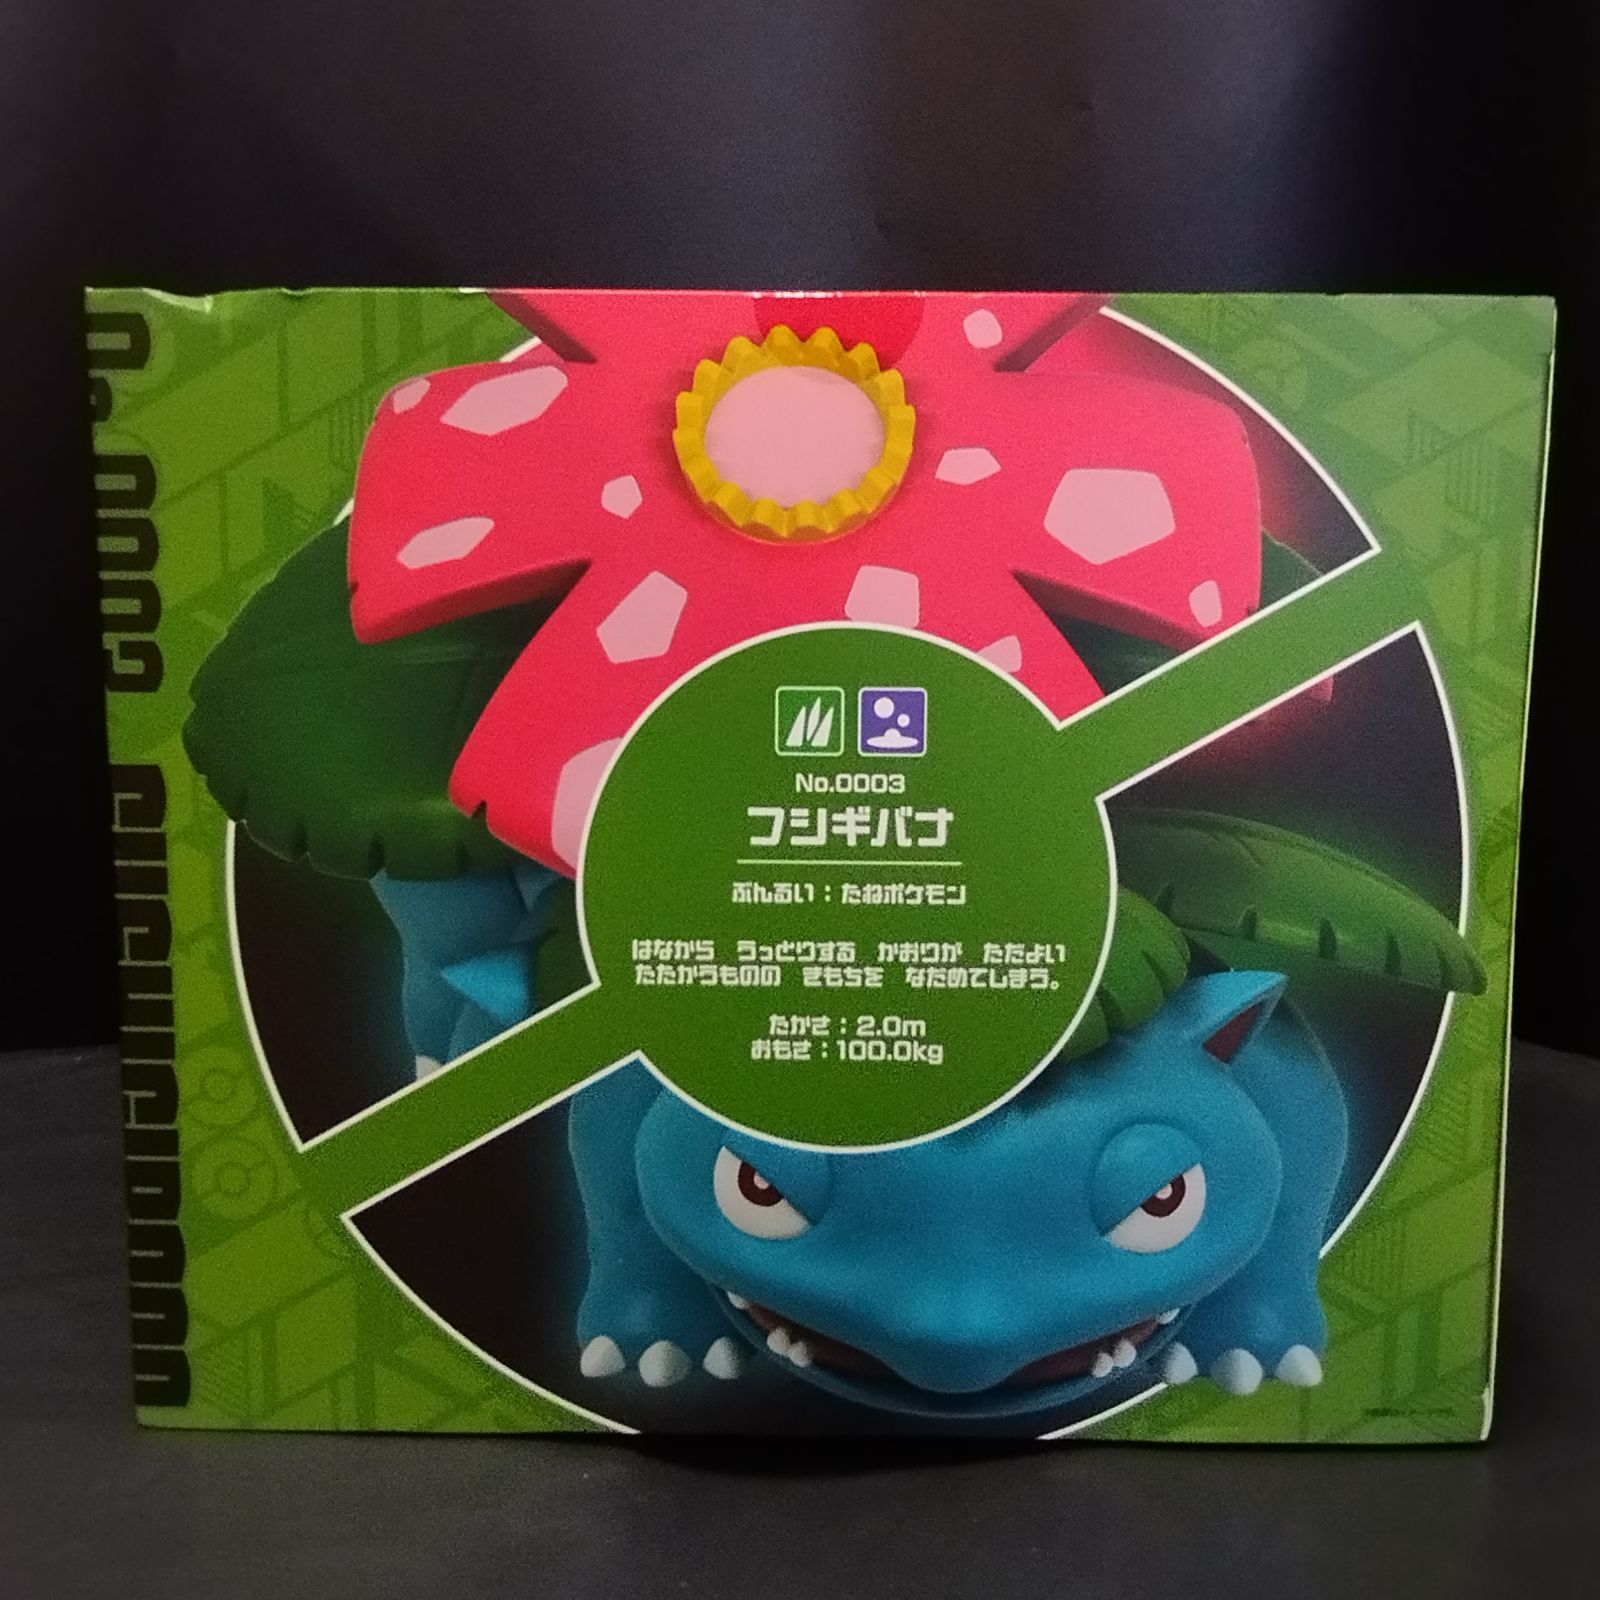 No.0003
フシギバナ
ぶんるい：たねポケモン
はなから うっとりする かおりが ただよい
たたかうものの きもちを なだめてしまう。
たかさ：2.0m
おもさ：100.0kg